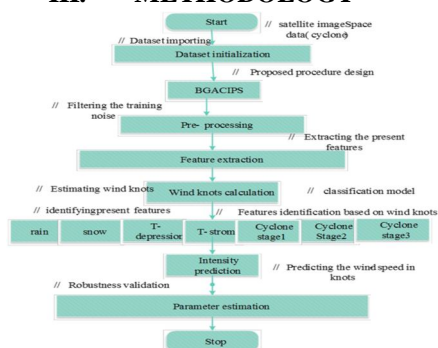 III. METHODOLOGY
Start
// satellite imageSpace
data( cyclone)
// Dataset importing
Dataset initialization
// Proposed procedure design
BGACIPS
// Filtering the training
noise
Pre- processing
// Extracting the present
features
Feature extraction
// Estimating wind knots
Wind knots calculation
// classification model
// identifyingpresent features
// Features identification based on wind knots
rain
snow
T-
depression
T- strom
Cyclone
stage1
Cyclone
Stage2
Cyclone
stage3
Intensity
prediction
// Predicting the windspeed in
knots
// Robustness validation
Parameter estimation
Stop